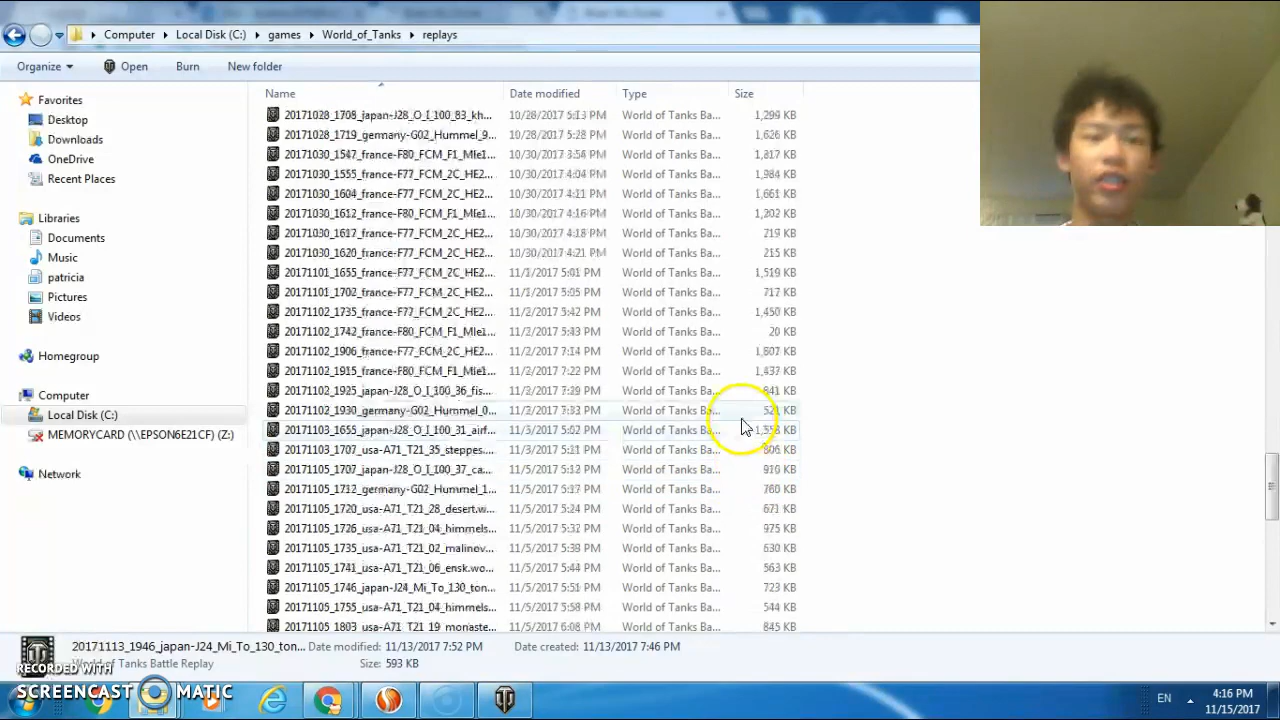 Computer Local Disk (C:) games World_of_Tanks replays
Organize Open Burn New folder
Name Date modified Type Size
Favorites
Desktop
Downloads
OneDrive
Recent Places
Libraries
Documents
Music
patricia
Pictures
Videos
Homegroup
Computer
Local Disk (C:)
MEMORYCARD (\\EPSON6E21CF) (Z:)
Network
20171028_1708_japan-J28_O_I_100_83_kh... 10/28/2017 5:13 PM World of Tanks Ba... 1,299 KB
20171028_1719_germany-G02_Hummel_9... 10/28/2017 5:28 PM World of Tanks Ba... 1,626 KB
20171030_1547_france-F80_FCM_F1_Mle1... 10/30/2017 3:54 PM World of Tanks Ba... 1,317 KB
20171030_1555_france-F77_FCM_2C_HE2... 10/30/2017 4:04 PM World of Tanks Ba... 1,984 KB
20171030_1604_france-F77_FCM_2C_HE2... 10/30/2017 4:11 PM World of Tanks Ba... 1,661 KB
20171030_1612_france-F80_FCM_F1_Mle1... 10/30/2017 4:16 PM World of Tanks Ba... 1,202 KB
20171030_1617_france-F77_FCM_2C_HE2... 10/30/2017 4:18 PM World of Tanks Ba... 219 KB
20171030_1620_france-F77_FCM_2C_HE2... 10/30/2017 4:21 PM World of Tanks Ba... 215 KB
20171101_1655_france-F77_FCM_2C_HE2... 11/1/2017 5:01 PM World of Tanks Ba... 1,519 KB
20171101_1702_france-F77_FCM_2C_HE2... 11/1/2017 5:05 PM World of Tanks Ba... 717 KB
20171102_1735_france-F77_FCM_2C_HE2... 11/2/2017 5:42 PM World of Tanks Ba... 1,450 KB
20171102_1742_france-F80_FCM_F1_Mle1... 11/2/2017 5:43 PM World of Tanks Ba... 20 KB
20171102_1906_france-F77_FCM_2C_HE2... 11/2/2017 7:14 PM World of Tanks Ba... 1,807 KB
20171102_1915_france-F80_FCM_F1_Mle1... 11/2/2017 7:22 PM World of Tanks Ba... 1,437 KB
20171102_1925_japan-J28_O_I_100_36_fis... 11/2/2017 7:29 PM World of Tanks Ba... 841 KB
20171102_1930_germany-G02_Hummel_0... 11/2/2017 7:33 PM World of Tanks Ba... 521 KB
20171103_1655_japan-J28_O_I_100_31_airf... 11/3/2017 5:02 PM World of Tanks Ba... 1,558 KB
20171103_1707_usa-A71_T21_35_steppes.... 11/3/2017 5:11 PM World of Tanks Ba... 806 KB
20171105_1707_japan-J28_O_I_100_37_ca... 11/5/2017 5:12 PM World of Tanks Ba... 910 KB
20171105_1712_germany-G02_Hummel_1... 11/5/2017 5:17 PM World of Tanks Ba... 760 KB
20171105_1720_usa-A71_T21_28_desert.w... 11/5/2017 5:24 PM World of Tanks Ba... 671 KB
20171105_1726_usa-A71_T21_04_himmels... 11/5/2017 5:32 PM World of Tanks Ba... 975 KB
20171105_1735_usa-A71_T21_02_malinov... 11/5/2017 5:39 PM World of Tanks Ba... 630 KB
20171105_1741_usa-A71_T21_06_ensk.wo... 11/5/2017 5:44 PM World of Tanks Ba... 563 KB
20171105_1746_japan-J24_Mi_To_130_ton... 11/5/2017 5:51 PM World of Tanks Ba... 723 KB
20171105_1755_usa-A71_T21_04_himmels... 11/5/2017 5:58 PM World of Tanks Ba... 544 KB
20171105_1803_usa-A71_T21_19_monaste... 11/5/2017 6:08 PM World of Tanks Ba... 845 KB
20171113_1946_japan-J24_Mi_To_130_ton... Date modified: 11/13/2017 7:52 PM Date created: 11/13/2017 7:46 PM
World of Tanks Battle Replay Size: 593 KB
RECORDED WITH
SCREENCAST MATIC
EN 4:16 PM
11/15/2017